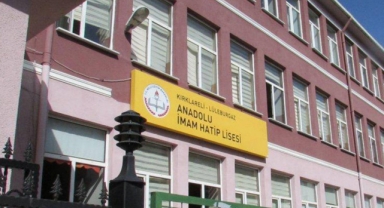 KIRKLARELİ - LÜLEBURGAZ
ANADOLU
İMAM HATİP LİSESİ